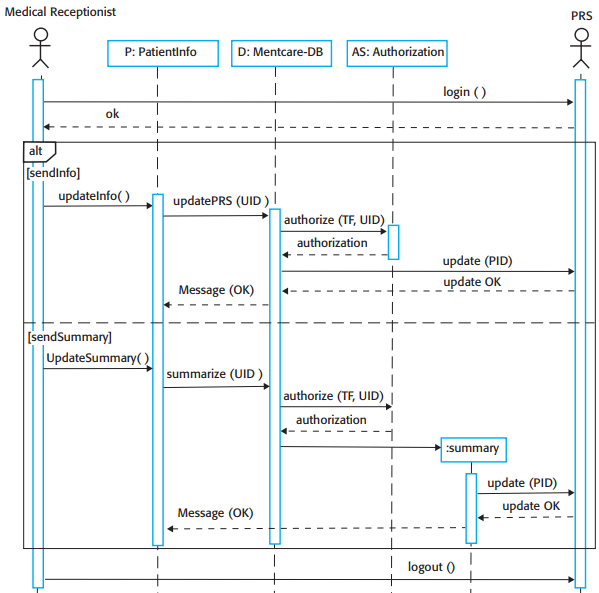 Medical Receptionist
PRS
P: PatientInfo
D: Mentcare-DB
AS: Authorization
login ( )
ok
alt
[sendInfo]
updateInfo( )
updatePRS (UID )
authorize (TF, UID)
authorization
update (PID)
update OK
Message (OK)
[sendSummary]
UpdateSummary( )
summarize (UID )
authorize (TF, UID)
authorization
:summary
update (PID)
update OK
Message (OK)
logout ()